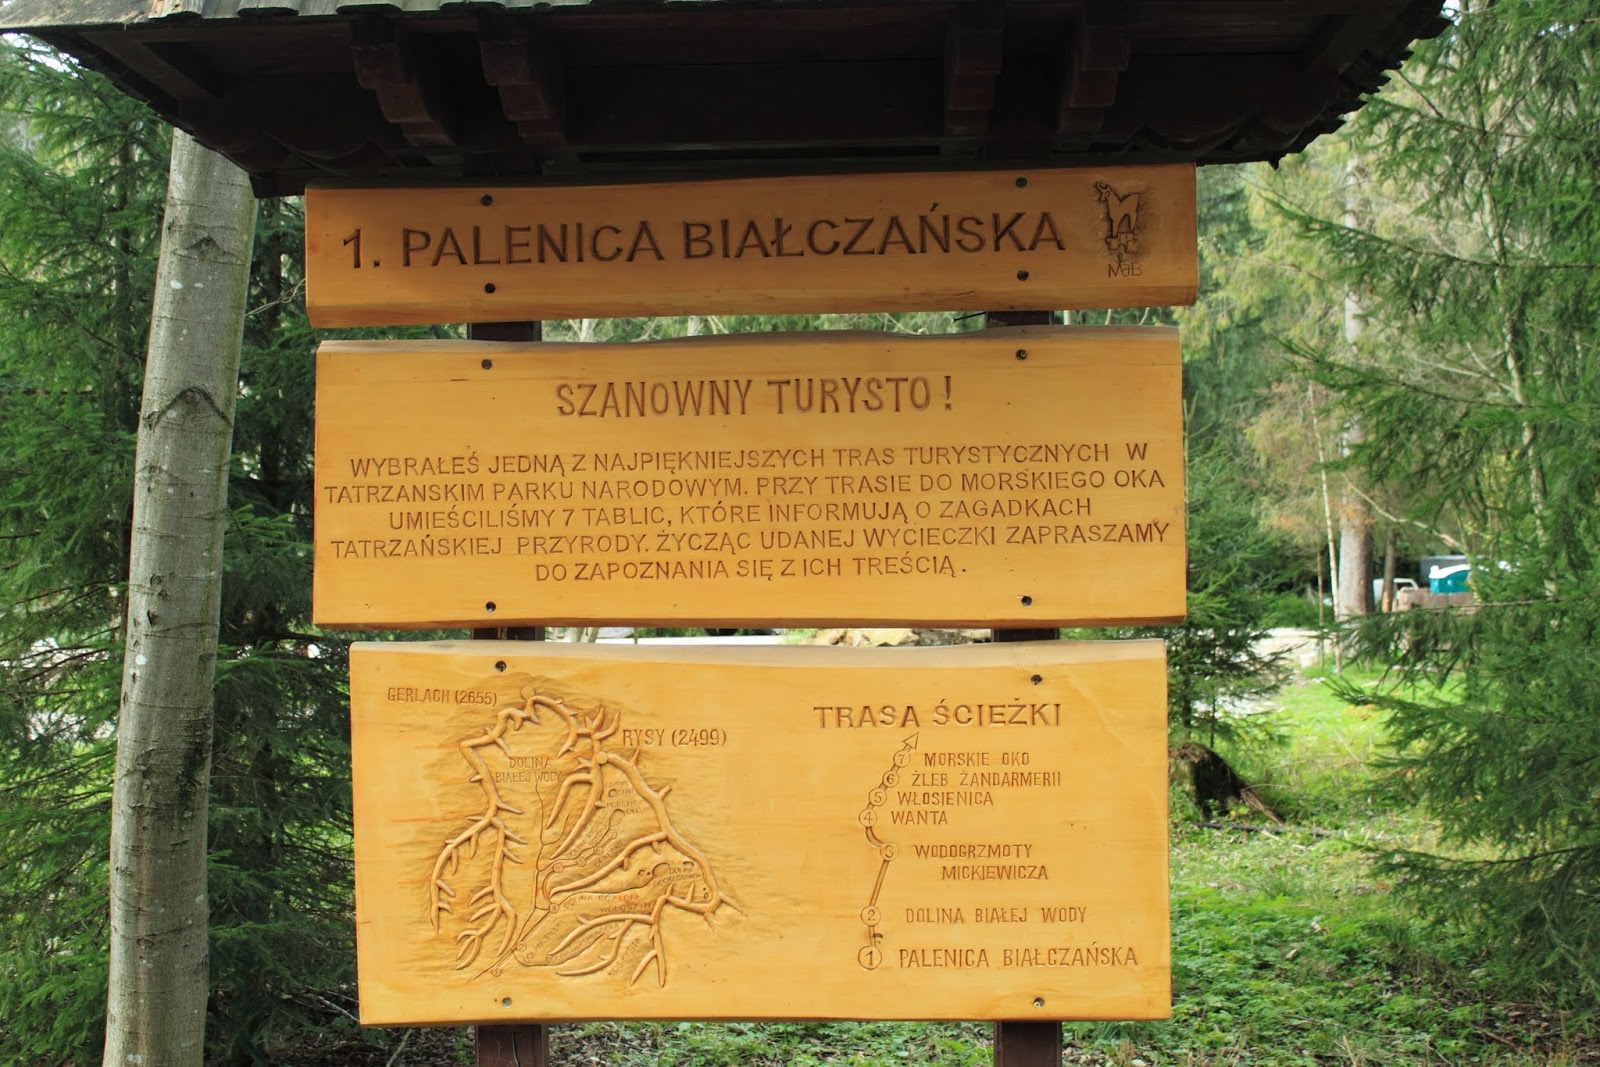 1. PALENICA BIAŁCZAŃSKA
SZANOWNY TURYSTO!
WYBRAŁEŚ JEDNĄ Z NAJPIĘKNIEJSZYCH TRAS TURYSTYCZNYCH W
TATRZANSKIM PARKU NARODOWYM. PRZY TRASIE DO MORSKIEGO OKA
UMIEŚCILIŚMY 7 TABLIC, KTÓRE INFORMUJĄ O ZAGADKACH
TATRZAŃSKIEJ PRZYRODY. ŻYCZĄC UDANEJ WYCIECZKI ZAPRASZAMY
DO ZAPOZNANIA SIĘ Z ICH TREŚCIĄ.
GERLACH (2655)
RYSY (2499)
DOLINA
BIAŁEJ WODY
TRASA ŚCIEŻKI
7 MORSKIE OKO
6 ŻLEB ŻANDARMERII
5 WŁOSIENICA
4 WANTA
3 WODOGRZMOTY
MICKIEWICZA
2 DOLINA BIAŁEJ WODY
1 PALENICA BIAŁCZAŃSKA